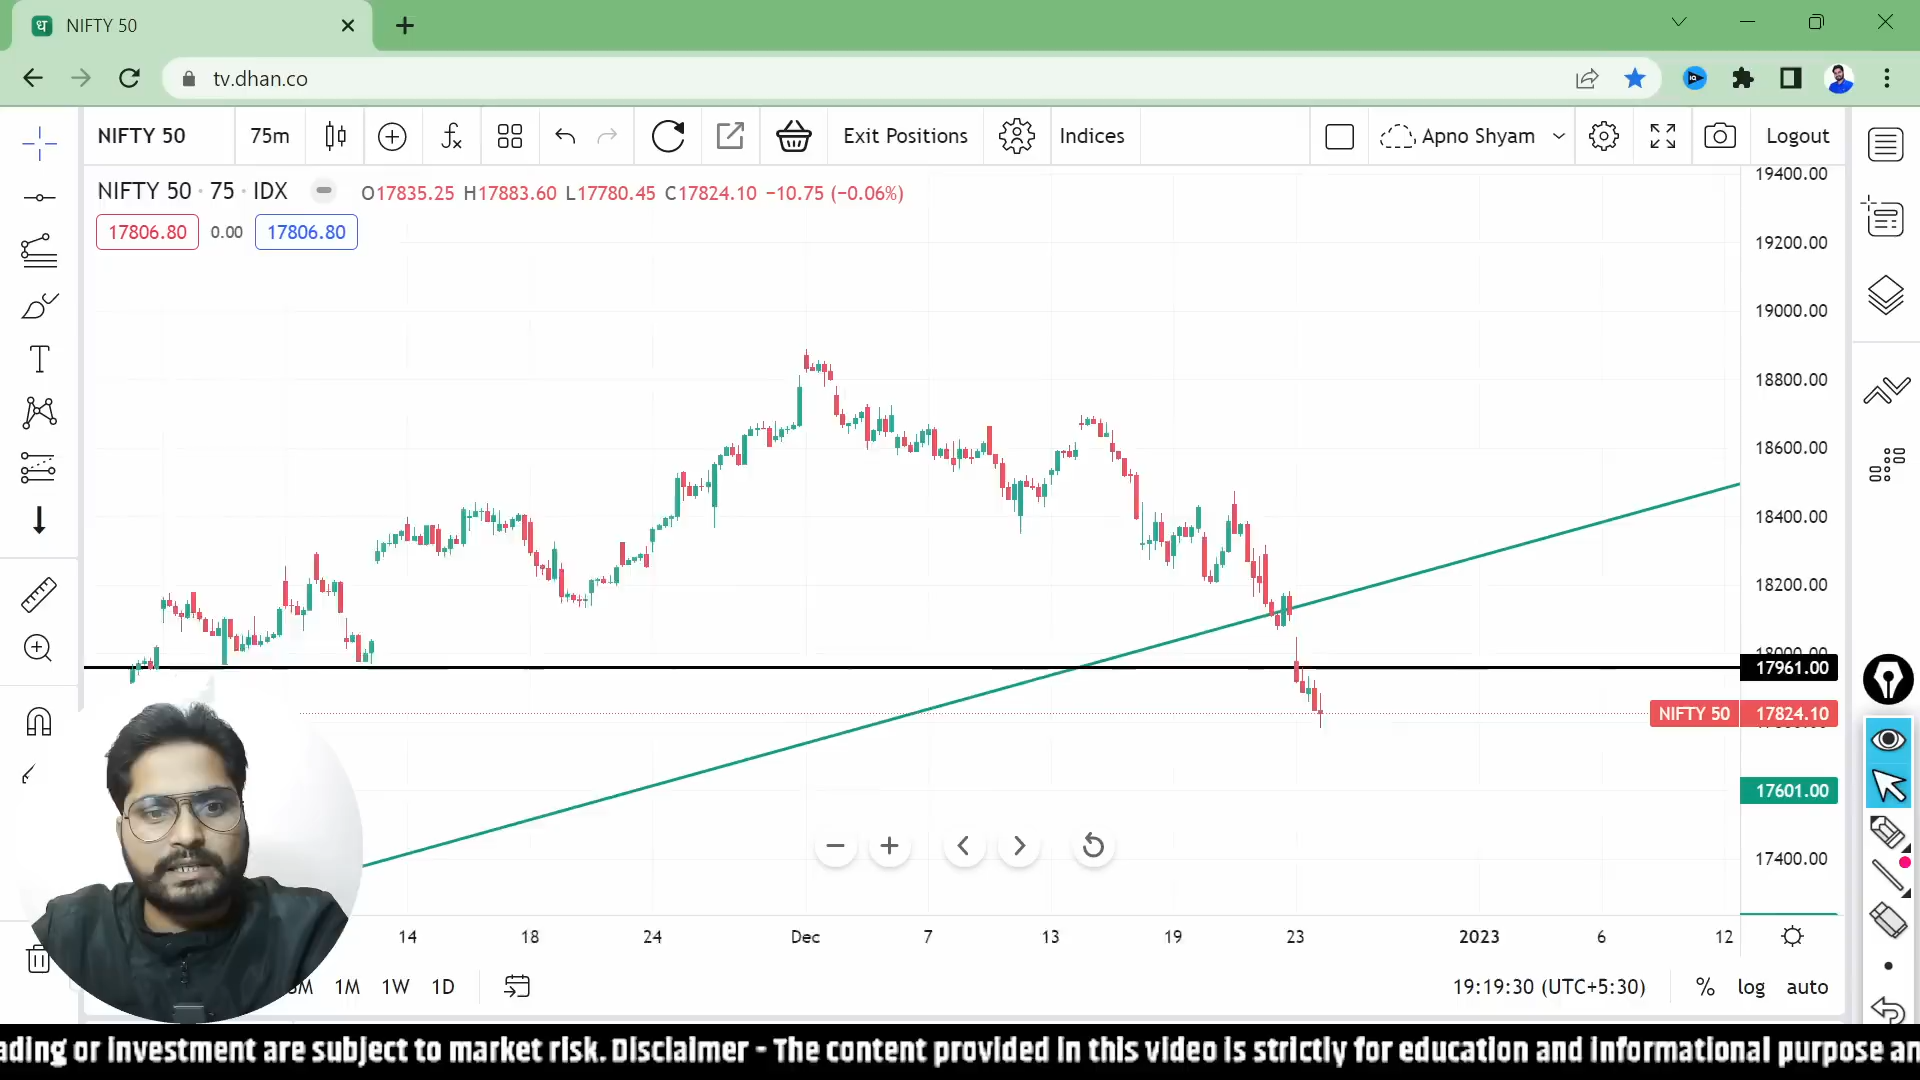 NIFTY 50
tv.dhan.co
NIFTY 50 75m Exit Positions Indices Apno Shyam Logout
NIFTY 50 · 75 · IDX O17835.25 H17883.60 L17780.45 C17824.10 −10.75 (−0.06%)
17806.80 0.00 17806.80
19400.00
19200.00
19000.00
18800.00
18600.00
18400.00
18200.00
18000.00
17961.00
NIFTY 50 17824.10
17601.00
17400.00
14 18 24 Dec 7 13 19 23 2023 6 12
1M 1W 1D 19:19:30 (UTC+5:30) % log auto
ading or investment are subject to market risk. Disclaimer - The content provided in this video is strictly for education and informational purpose an